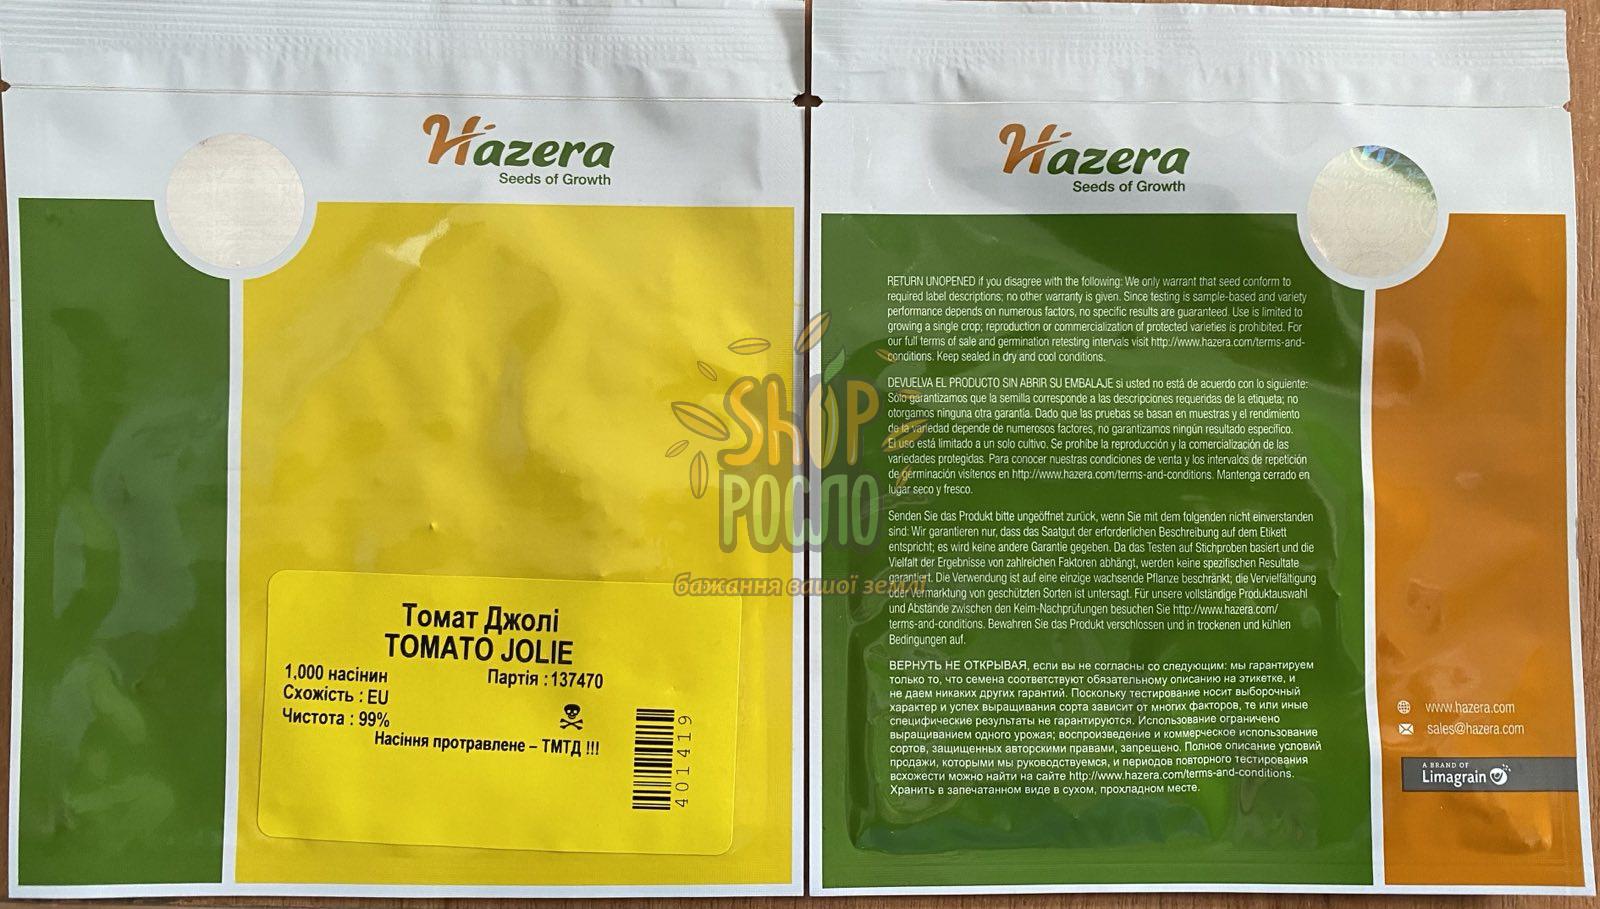 Hazera
Seeds of Growth
Томат Джолі
TOMATO JOLIE
1,000 насінин
Партія : 137470
Схожість : EU
Чистота : 99%
Насіння протравлене – ТМТД !!!
401419
SHOP
РОСЛО
бажання вашої землі
Hazera
Seeds of Growth
RETURN UNOPENED if you disagree with the following: We only warrant that seed conform to
required label descriptions; no other warranty is given. Since testing is sample-based and variety
performance depends on numerous factors, no specific results are guaranteed. Use is limited to
growing a single crop; reproduction or commercialization of protected varieties is prohibited. For
our full terms of sale and germination retesting intervals visit http://www.hazera.com/terms-and-
conditions. Keep sealed in dry and cool conditions.
DEVUELVA EL PRODUCTO SIN ABRIR SU EMBALAJE si usted no está de acuerdo con lo siguiente:
Sólo garantizamos que la semilla corresponde a las descripciones requeridas de la etiqueta; no
otorgamos ninguna otra garantía. Dado que las pruebas se basan en muestras y el rendimiento
de la variedad depende de numerosos factores, no garantizamos ningún resultado específico.
El uso está limitado a un solo cultivo. Se prohíbe la reproducción y la comercialización de las
variedades protegidas. Para conocer nuestras condiciones de venta y los intervalos de repetición
de germinación visítenos en http://www.hazera.com/terms-and-conditions. Mantenga cerrado en
lugar seco y fresco.
Senden Sie das Produkt bitte ungeöffnet zurück, wenn Sie mit dem folgenden nicht einverstanden
sind: Wir garantieren nur, dass das Saatgut der erforderlichen Beschreibung auf dem Etikett
entspricht; es wird keine andere Garantie gegeben. Da das Testen auf Stichproben basiert und die
Vielfalt der Ergebnisse von zahlreichen Faktoren abhängt, werden keine spezifischen Resultate
garantiert. Die Verwendung ist auf eine einzige wachsende Pflanze beschränkt; die Vervielfältigung
oder Vermarktung von geschützten Sorten ist untersagt. Für unsere vollständige Produktauswahl
und Abstände zwischen den Keim-Nachprüfungen besuchen Sie http://www.hazera.com/
terms-and-conditions. Bewahren Sie das Produkt verschlossen und in trockenen und kühlen
Bedingungen auf.
ВЕРНУТЬ НЕ ОТКРЫВАЯ, если вы не согласны со следующим: мы гарантируем
только то, что семена соответствуют обязательному описанию на этикетке, и
не даем никаких других гарантий. Поскольку тестирование носит выборочный
характер и успех выращивания сорта зависит от многих факторов, те или иные
специфические результаты не гарантируются. Использование ограничено
выращиванием одного урожая; воспроизведение и коммерческое использование
сортов, защищенных авторскими правами, запрещено. Полное описание условий
продажи, которыми мы руководствуемся, и периодов повторного тестирования
всхожести можно найти на сайте http://www.hazera.com/terms-and-conditions.
Хранить в запечатанном виде в сухом, прохладном месте.
www.hazera.com
sales@hazera.com
A BRAND OF
Limagrain